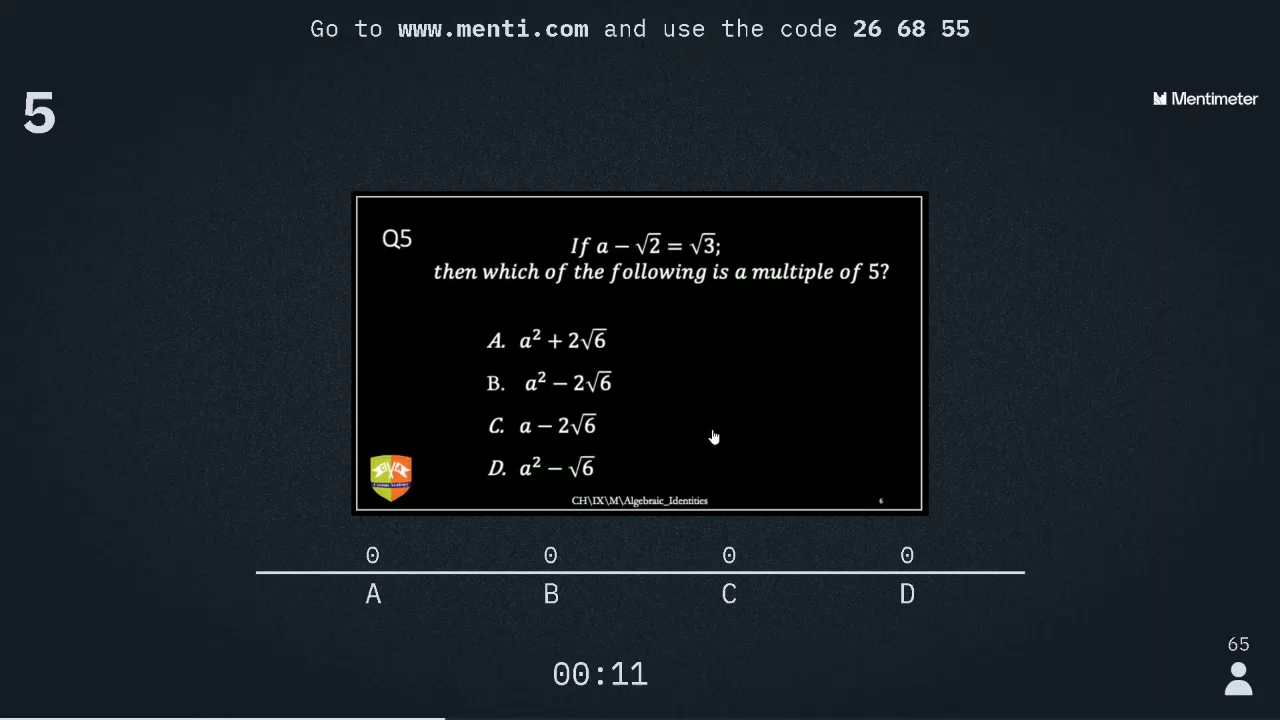 Go to www.menti.com and use the code 26 68 55
5
Mentimeter
Q5
If a − √2 = √3;
then which of the following is a multiple of 5?
A. a² + 2√6
B. a² − 2√6
C. a − 2√6
D. a² − √6
CH\IX\M\Algebraic_Identities
6
0 0 0 0
A B C D
65
00:11